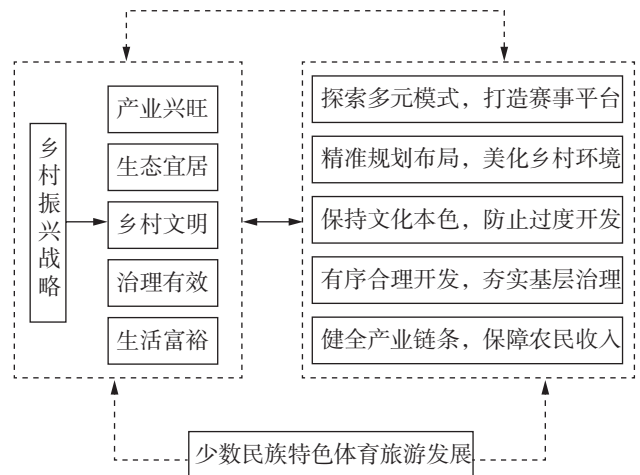 乡村振兴战略
产业兴旺
生态宜居
乡村文明
治理有效
生活富裕
探索多元模式，打造赛事平台
精准规划布局，美化乡村环境
保持文化本色，防止过度开发
有序合理开发，夯实基层治理
健全产业链条，保障农民收入
少数民族特色体育旅游发展